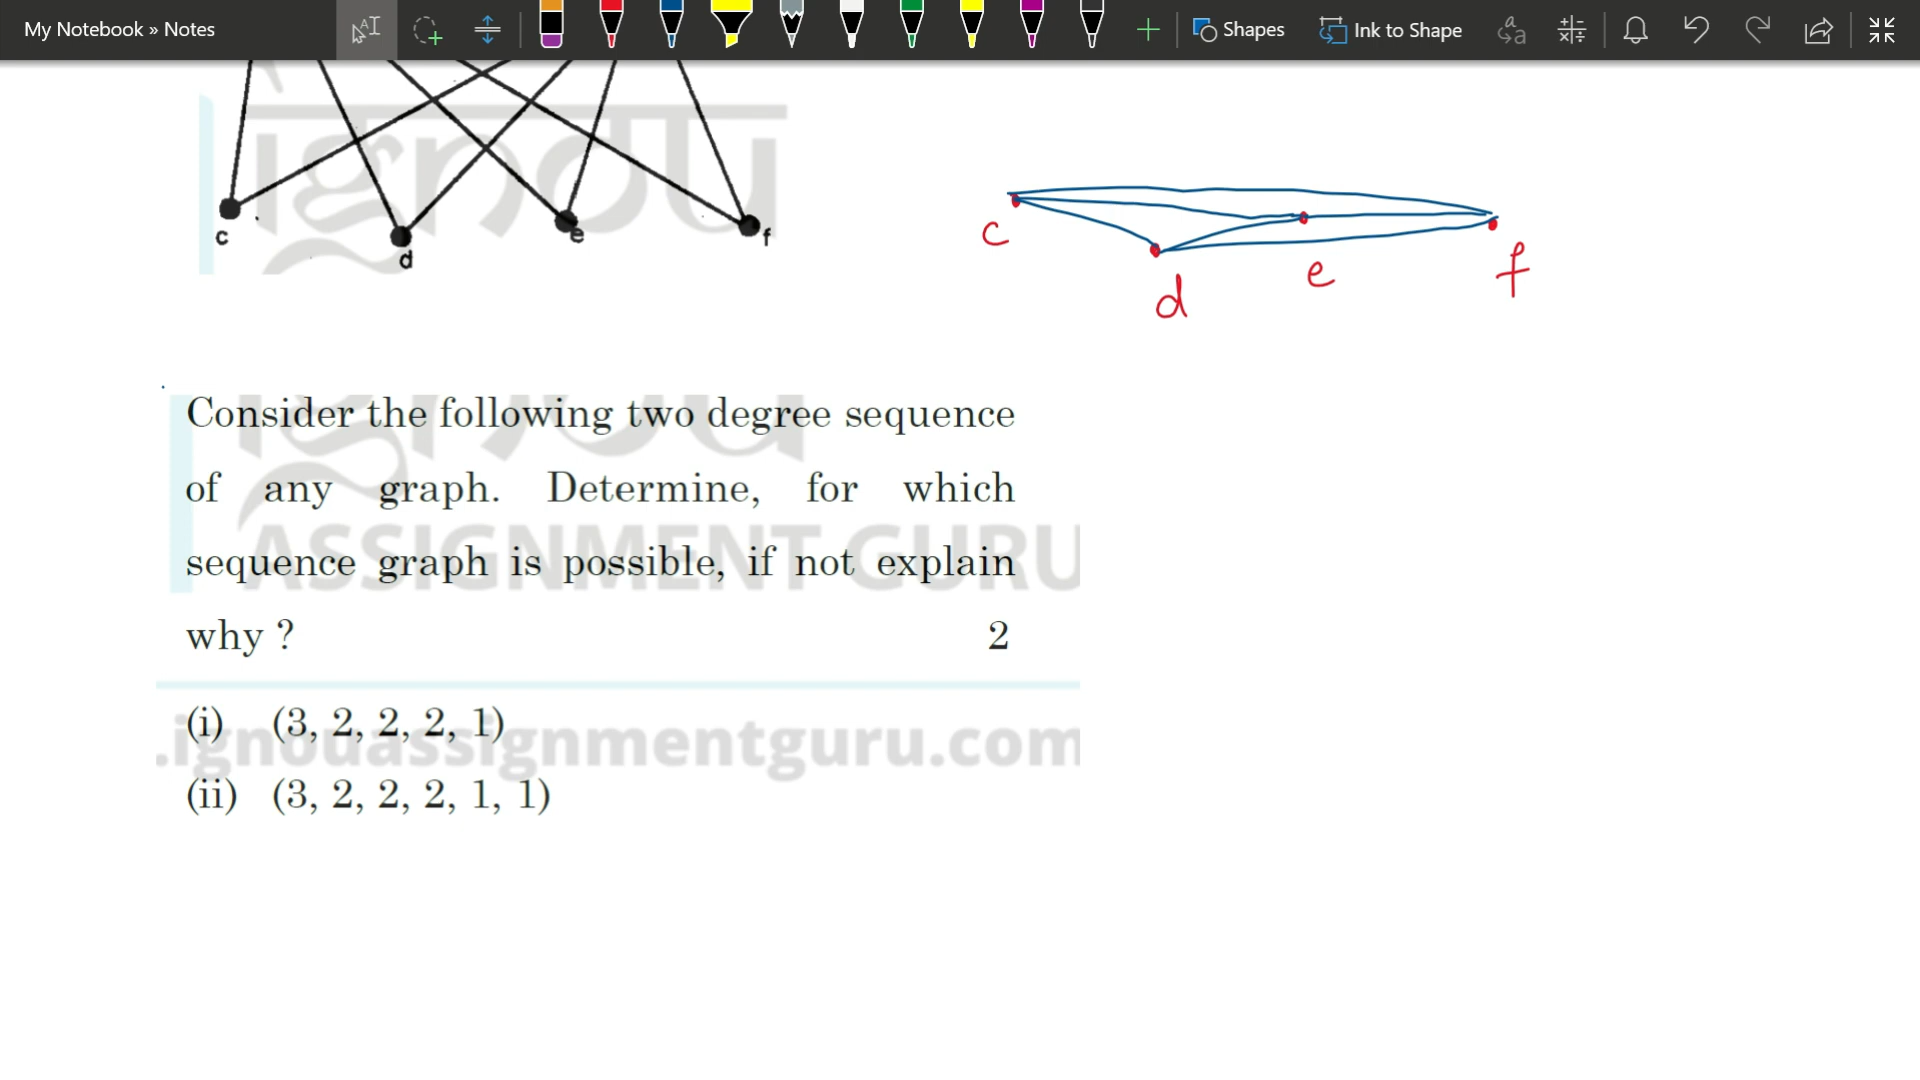 My Notebook » Notes
Shapes
Ink to Shape
ignou
c
d
e
f
c
d
e
f
Consider the following two degree sequence
of any graph. Determine, for which
sequence graph is possible, if not explain
why ? 2
ASSIGNMENT GURU
(i) (3, 2, 2, 2, 1)
.ignouassignmentguru.com
(ii) (3, 2, 2, 2, 1, 1)